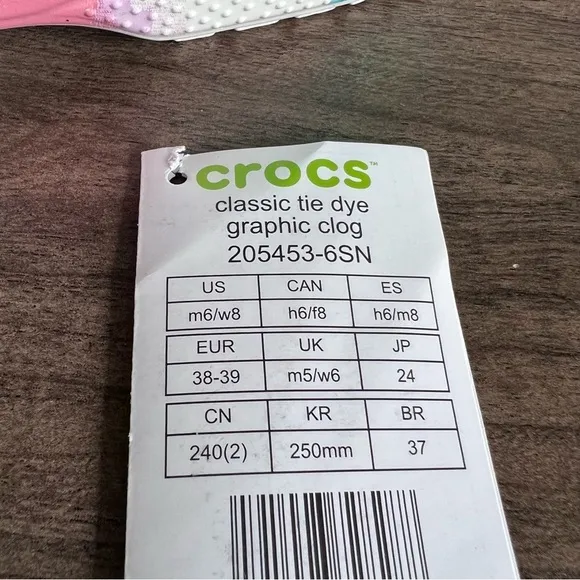 crocs™
classic tie dye
graphic clog
205453-6SN
US CAN ES
m6/w8 h6/f8 h6/m8
EUR UK JP
38-39 m5/w6 24
CN KR BR
240(2) 250mm 37